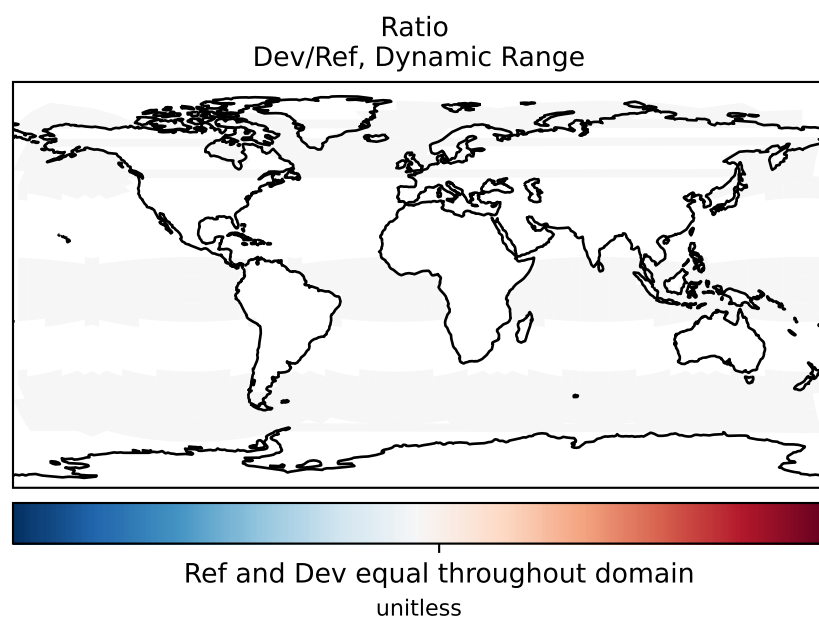 Ratio
Dev/Ref, Dynamic Range
Ref and Dev equal throughout domain
unitless